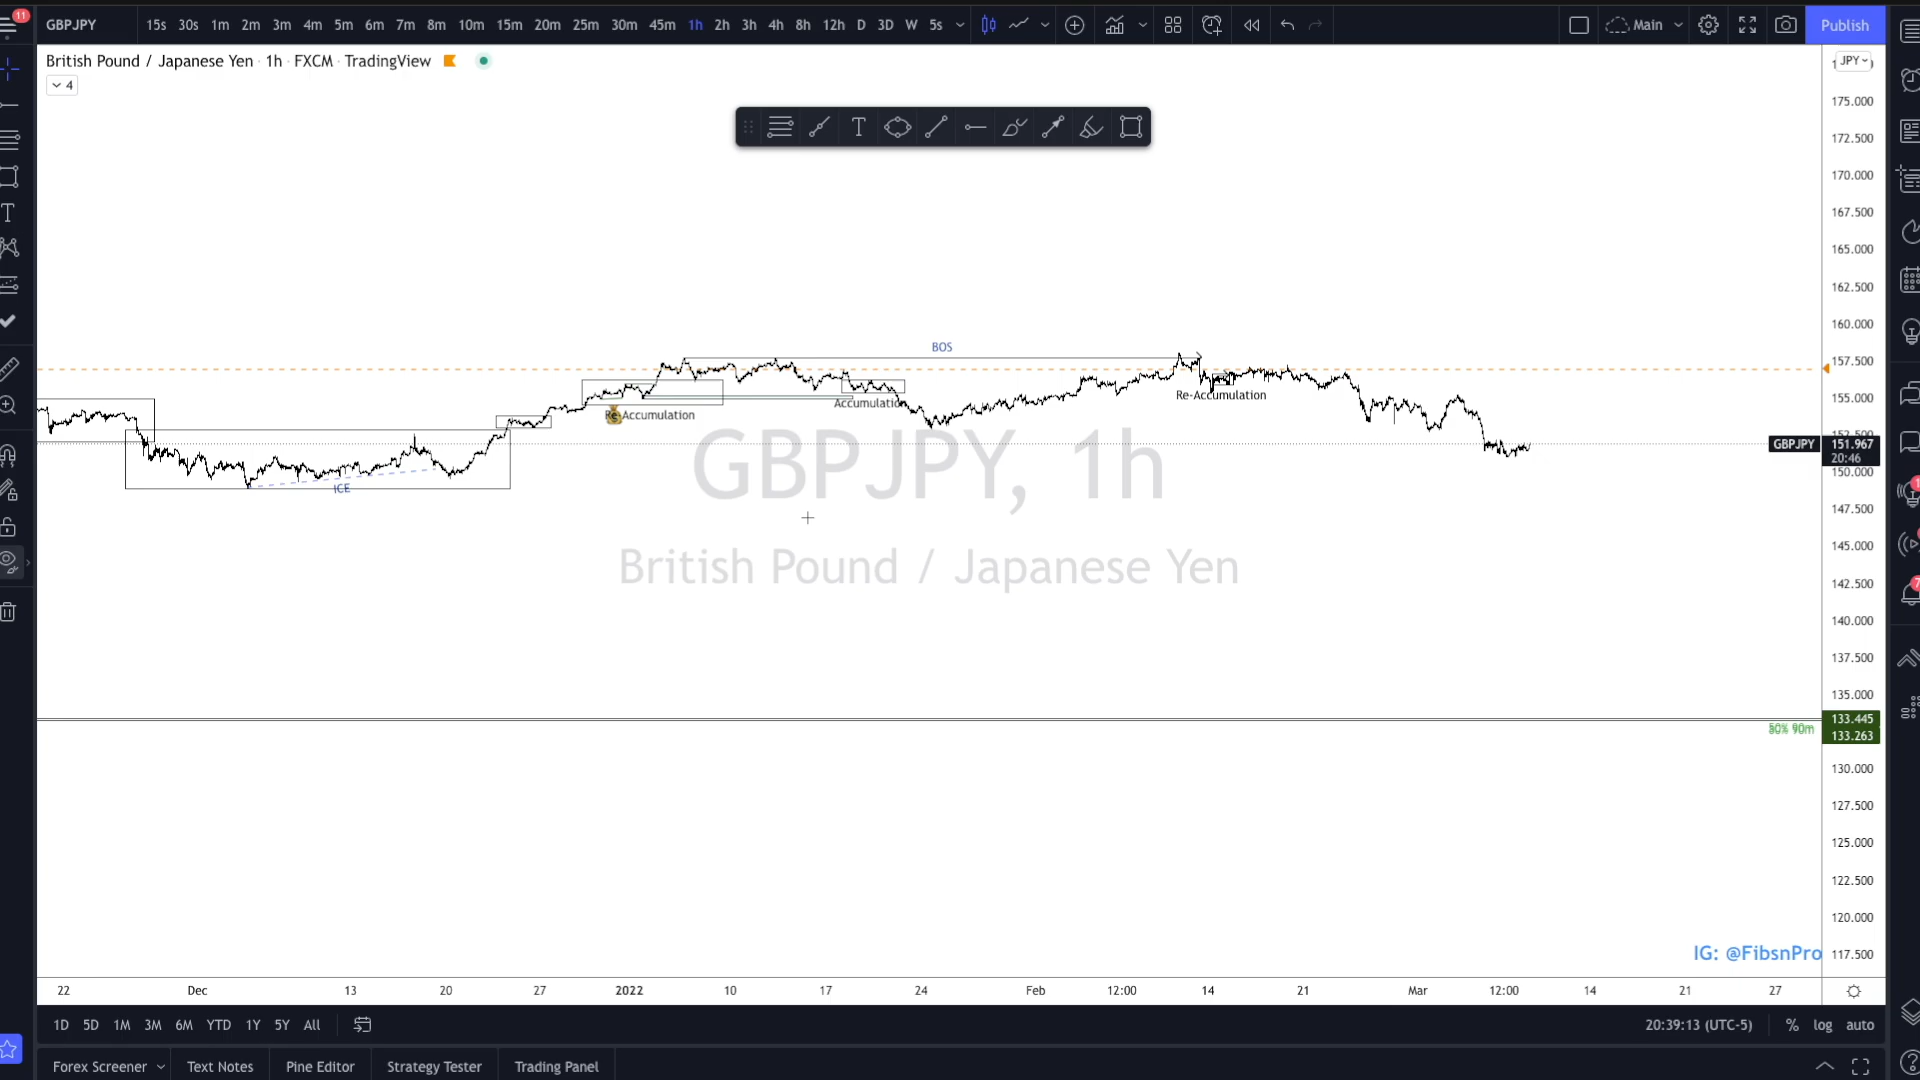 11
GBPJPY 15s 30s 1m 2m 3m 4m 5m 6m 7m 8m 10m 15m 20m 25m 30m 45m 1h 2h 3h 4h 8h 12h D 3D W 5s Main Publish
British Pound / Japanese Yen · 1h · FXCM · TradingView
4
JPY
175.000
172.500
170.000
167.500
165.000
162.500
160.000
157.500
155.000
150.000
147.500
145.000
142.500
140.000
137.500
135.000
133.445
133.263
130.000
127.500
125.000
122.500
120.000
117.500
BOS
Re-Accumulation
Accumulation
Re-Accumulation
ICE
GBPJPY 151.967
20:46
GBPJPY, 1h
British Pound / Japanese Yen
50% 90m
IG: @FibsnPro
22 Dec 13 20 27 2022 10 17 24 Feb 12:00 14 21 Mar 12:00 14 21 27
1D 5D 1M 3M 6M YTD 1Y 5Y All 20:39:13 (UTC-5) % log auto
Forex Screener Text Notes Pine Editor Strategy Tester Trading Panel